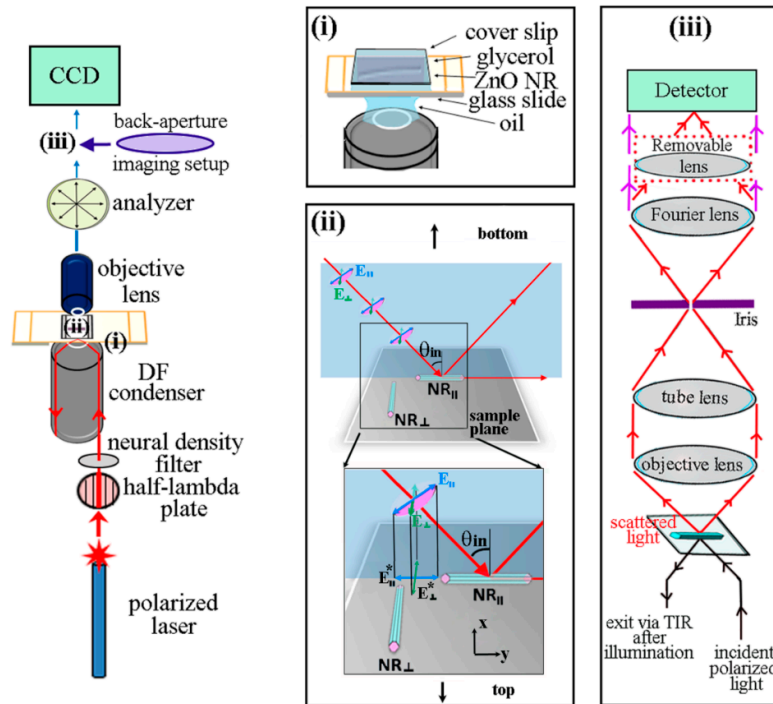 CCD
(iii)
back-aperture
imaging setup
analyzer
objective
lens
(ii)
(i)
DF
condenser
neural density
filter
half-lambda
plate
polarized
laser
(i)
cover slip
glycerol
ZnO NR
glass slide
oil
(ii)
bottom
E∥
E⊥
θin
NR∥
NR⊥
sample
plane
E∥
E⊥
θin
E∥*
E⊥*
NR∥
NR⊥
x
y
top
(iii)
Detector
Removable
lens
Fourier lens
Iris
tube lens
objective lens
scattered
light
exit via TIR
after
illumination
incident
polarized
light